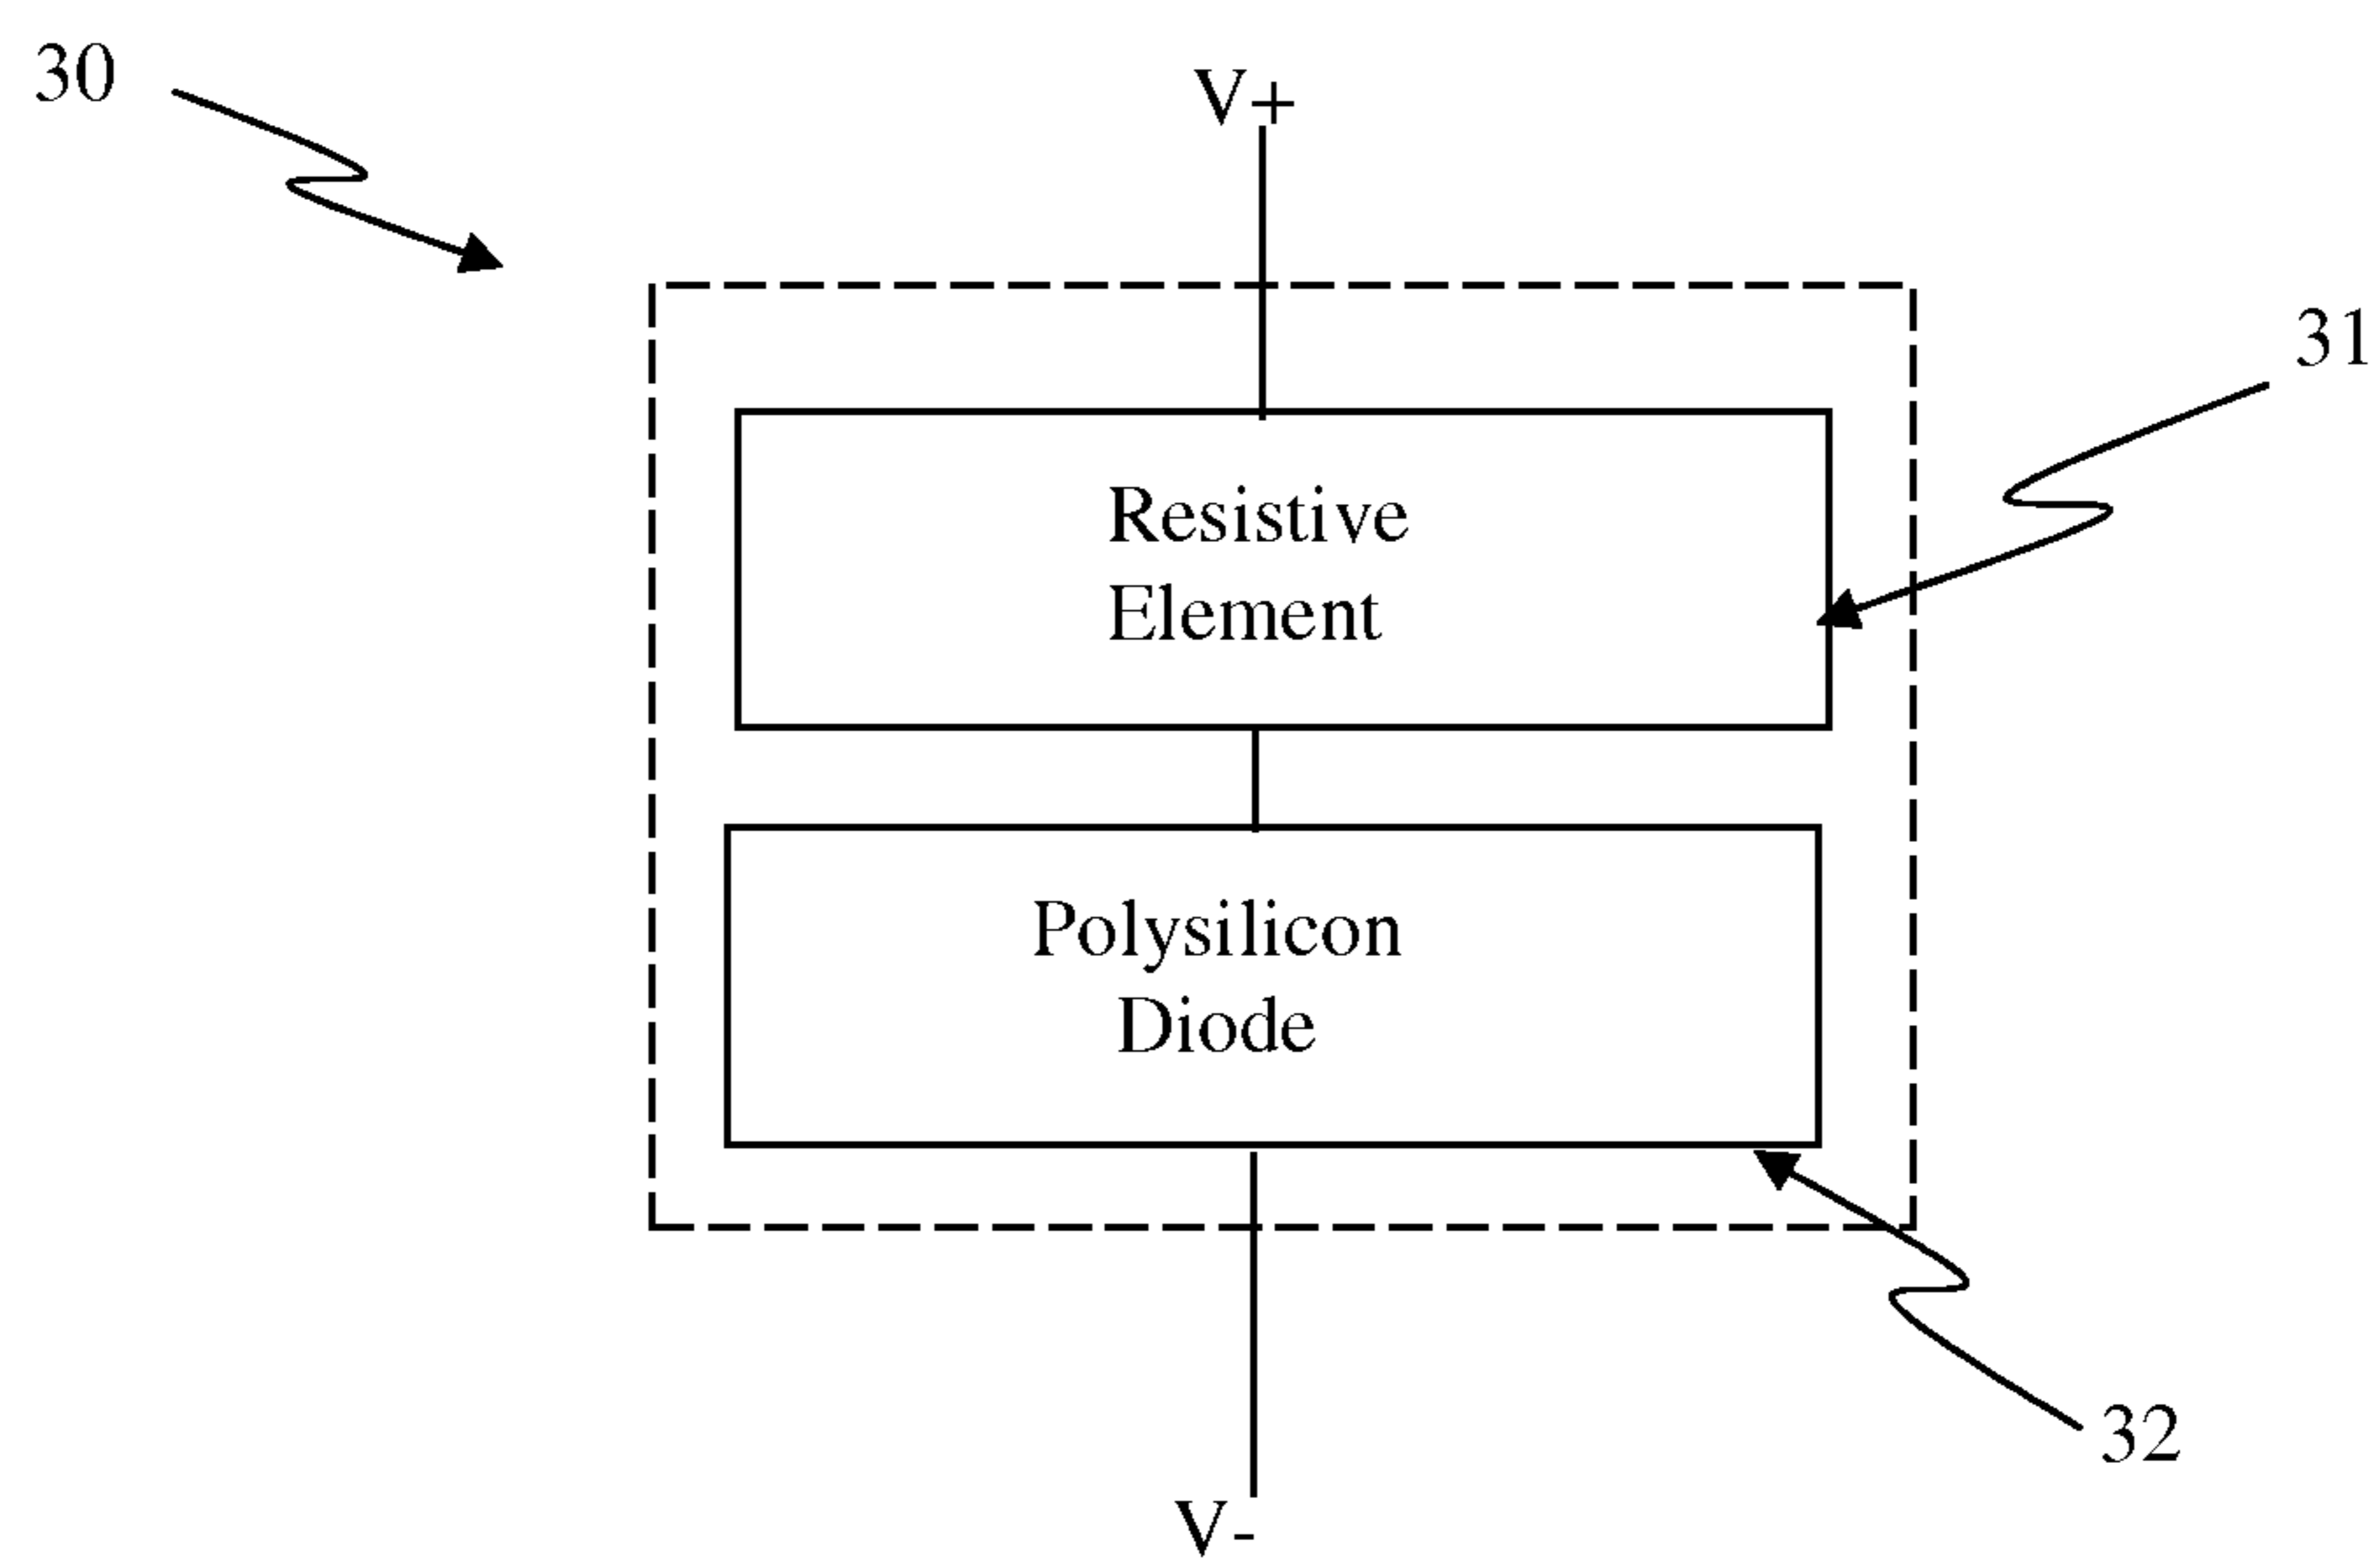 30
V+
31
Resistive
Element
Polysilicon
Diode
32
V-